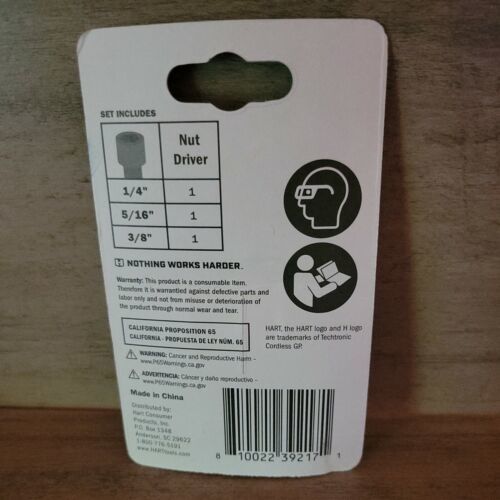 SET INCLUDES
Nut
Driver
1/4" 1
5/16" 1
3/8" 1
NOTHING WORKS HARDER.
Warranty: This product is a consumable item.
Therefore it is warrantied against defective parts and
labor only and not from misuse or deterioration of
the product through normal wear and tear.
CALIFORNIA PROPOSITION 65
CALIFORNIA - PROPUESTA DE LEY NÚM. 65
WARNING: Cancer and Reproductive Harm -
www.P65Warnings.ca.gov
ADVERTENCIA: Cáncer y daño reproductivo -
www.P65Warnings.ca.gov
Made in China
Distributed by:
Hart Consumer
Products, Inc.
P.O. Box 1348
Anderson, SC 29622
1-800-776-5191
www.HARTtools.com
HART, the HART logo and H logo
are trademarks of Techtronic
Cordless GP.
8 10022 39217 1